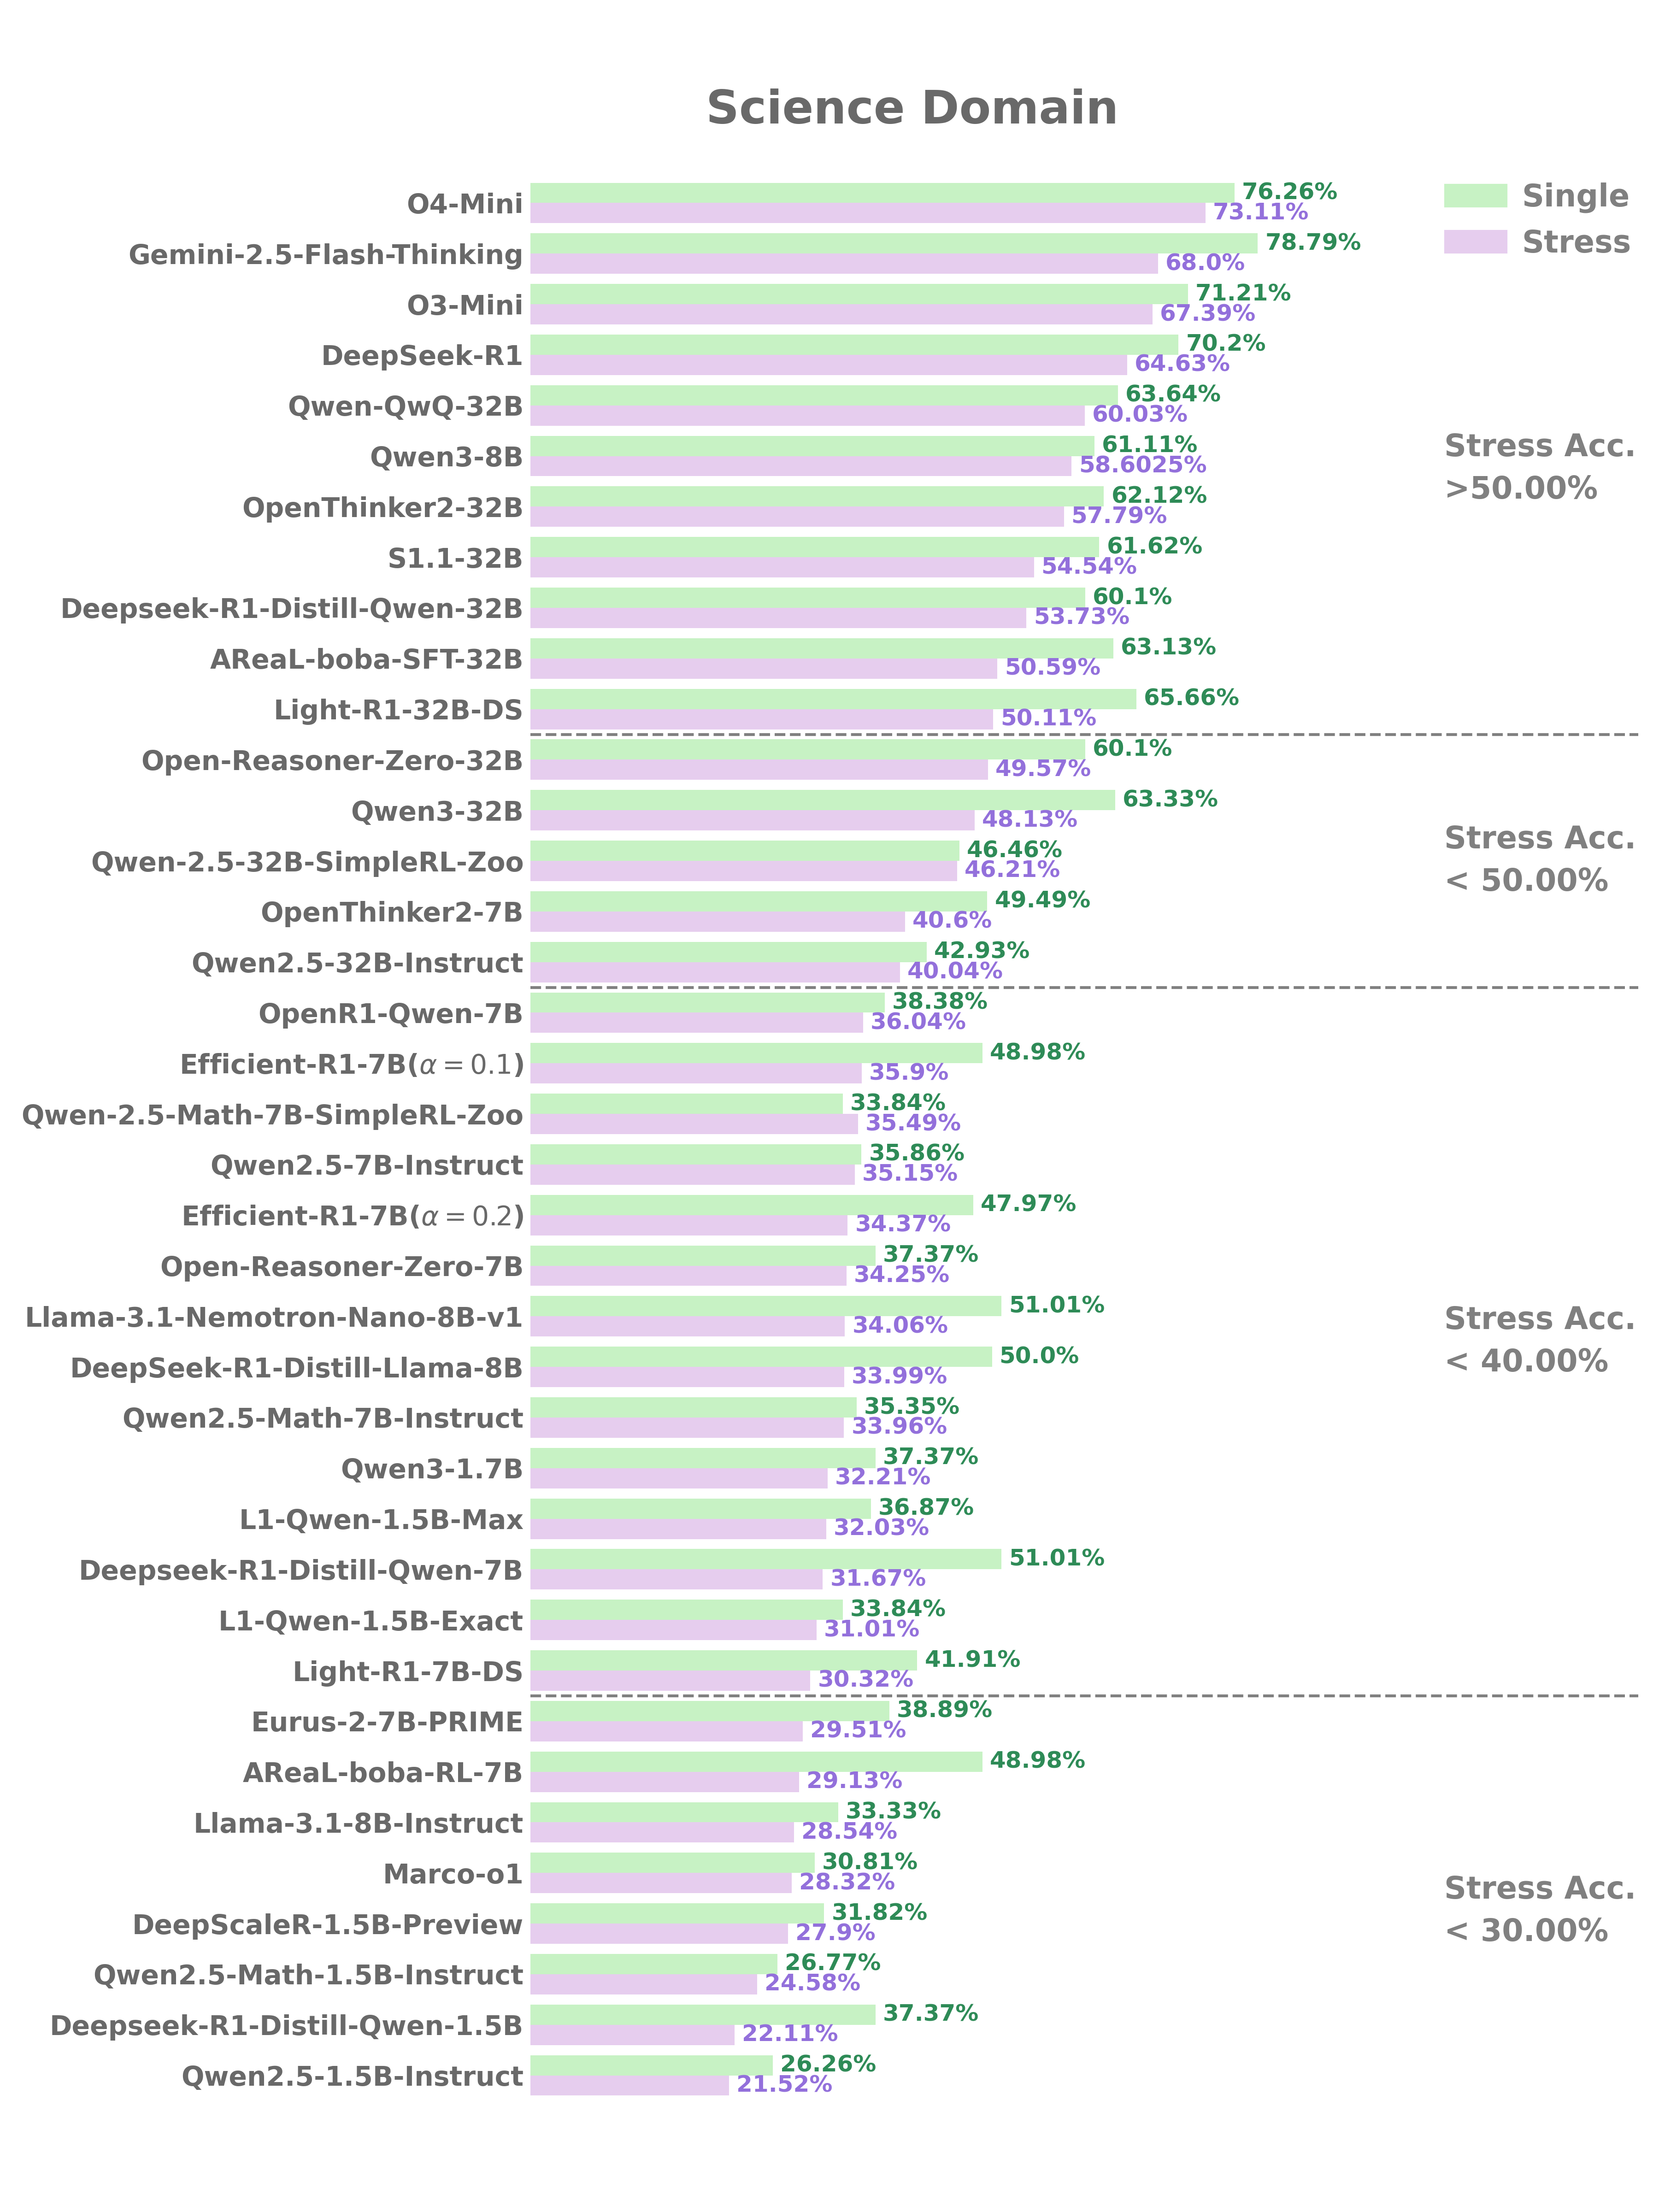 Science Domain
Single
Stress
O4-Mini
76.26%
73.11%
Gemini-2.5-Flash-Thinking
78.79%
68.0%
O3-Mini
71.21%
67.39%
DeepSeek-R1
70.2%
64.63%
Qwen-QwQ-32B
63.64%
60.03%
Qwen3-8B
61.11%
58.6025%
Stress Acc.
>50.00%
OpenThinker2-32B
62.12%
57.79%
S1.1-32B
61.62%
54.54%
Deepseek-R1-Distill-Qwen-32B
60.1%
53.73%
AReaL-boba-SFT-32B
63.13%
50.59%
Light-R1-32B-DS
65.66%
50.11%
Open-Reasoner-Zero-32B
60.1%
49.57%
Qwen3-32B
63.33%
48.13%
Stress Acc.
< 50.00%
Qwen-2.5-32B-SimpleRL-Zoo
46.46%
46.21%
OpenThinker2-7B
49.49%
40.6%
Qwen2.5-32B-Instruct
42.93%
40.04%
OpenR1-Qwen-7B
38.38%
36.04%
Efficient-R1-7B(α = 0.1)
48.98%
35.9%
Qwen-2.5-Math-7B-SimpleRL-Zoo
33.84%
35.49%
Qwen2.5-7B-Instruct
35.86%
35.15%
Efficient-R1-7B(α = 0.2)
47.97%
34.37%
Open-Reasoner-Zero-7B
37.37%
34.25%
Llama-3.1-Nemotron-Nano-8B-v1
51.01%
34.06%
Stress Acc.
< 40.00%
DeepSeek-R1-Distill-Llama-8B
50.0%
33.99%
Qwen2.5-Math-7B-Instruct
35.35%
33.96%
Qwen3-1.7B
37.37%
32.21%
L1-Qwen-1.5B-Max
36.87%
32.03%
Deepseek-R1-Distill-Qwen-7B
51.01%
31.67%
L1-Qwen-1.5B-Exact
33.84%
31.01%
Light-R1-7B-DS
41.91%
30.32%
Eurus-2-7B-PRIME
38.89%
29.51%
AReaL-boba-RL-7B
48.98%
29.13%
Llama-3.1-8B-Instruct
33.33%
28.54%
Marco-o1
30.81%
28.32%
Stress Acc.
< 30.00%
DeepScaleR-1.5B-Preview
31.82%
27.9%
Qwen2.5-Math-1.5B-Instruct
26.77%
24.58%
Deepseek-R1-Distill-Qwen-1.5B
37.37%
22.11%
Qwen2.5-1.5B-Instruct
26.26%
21.52%